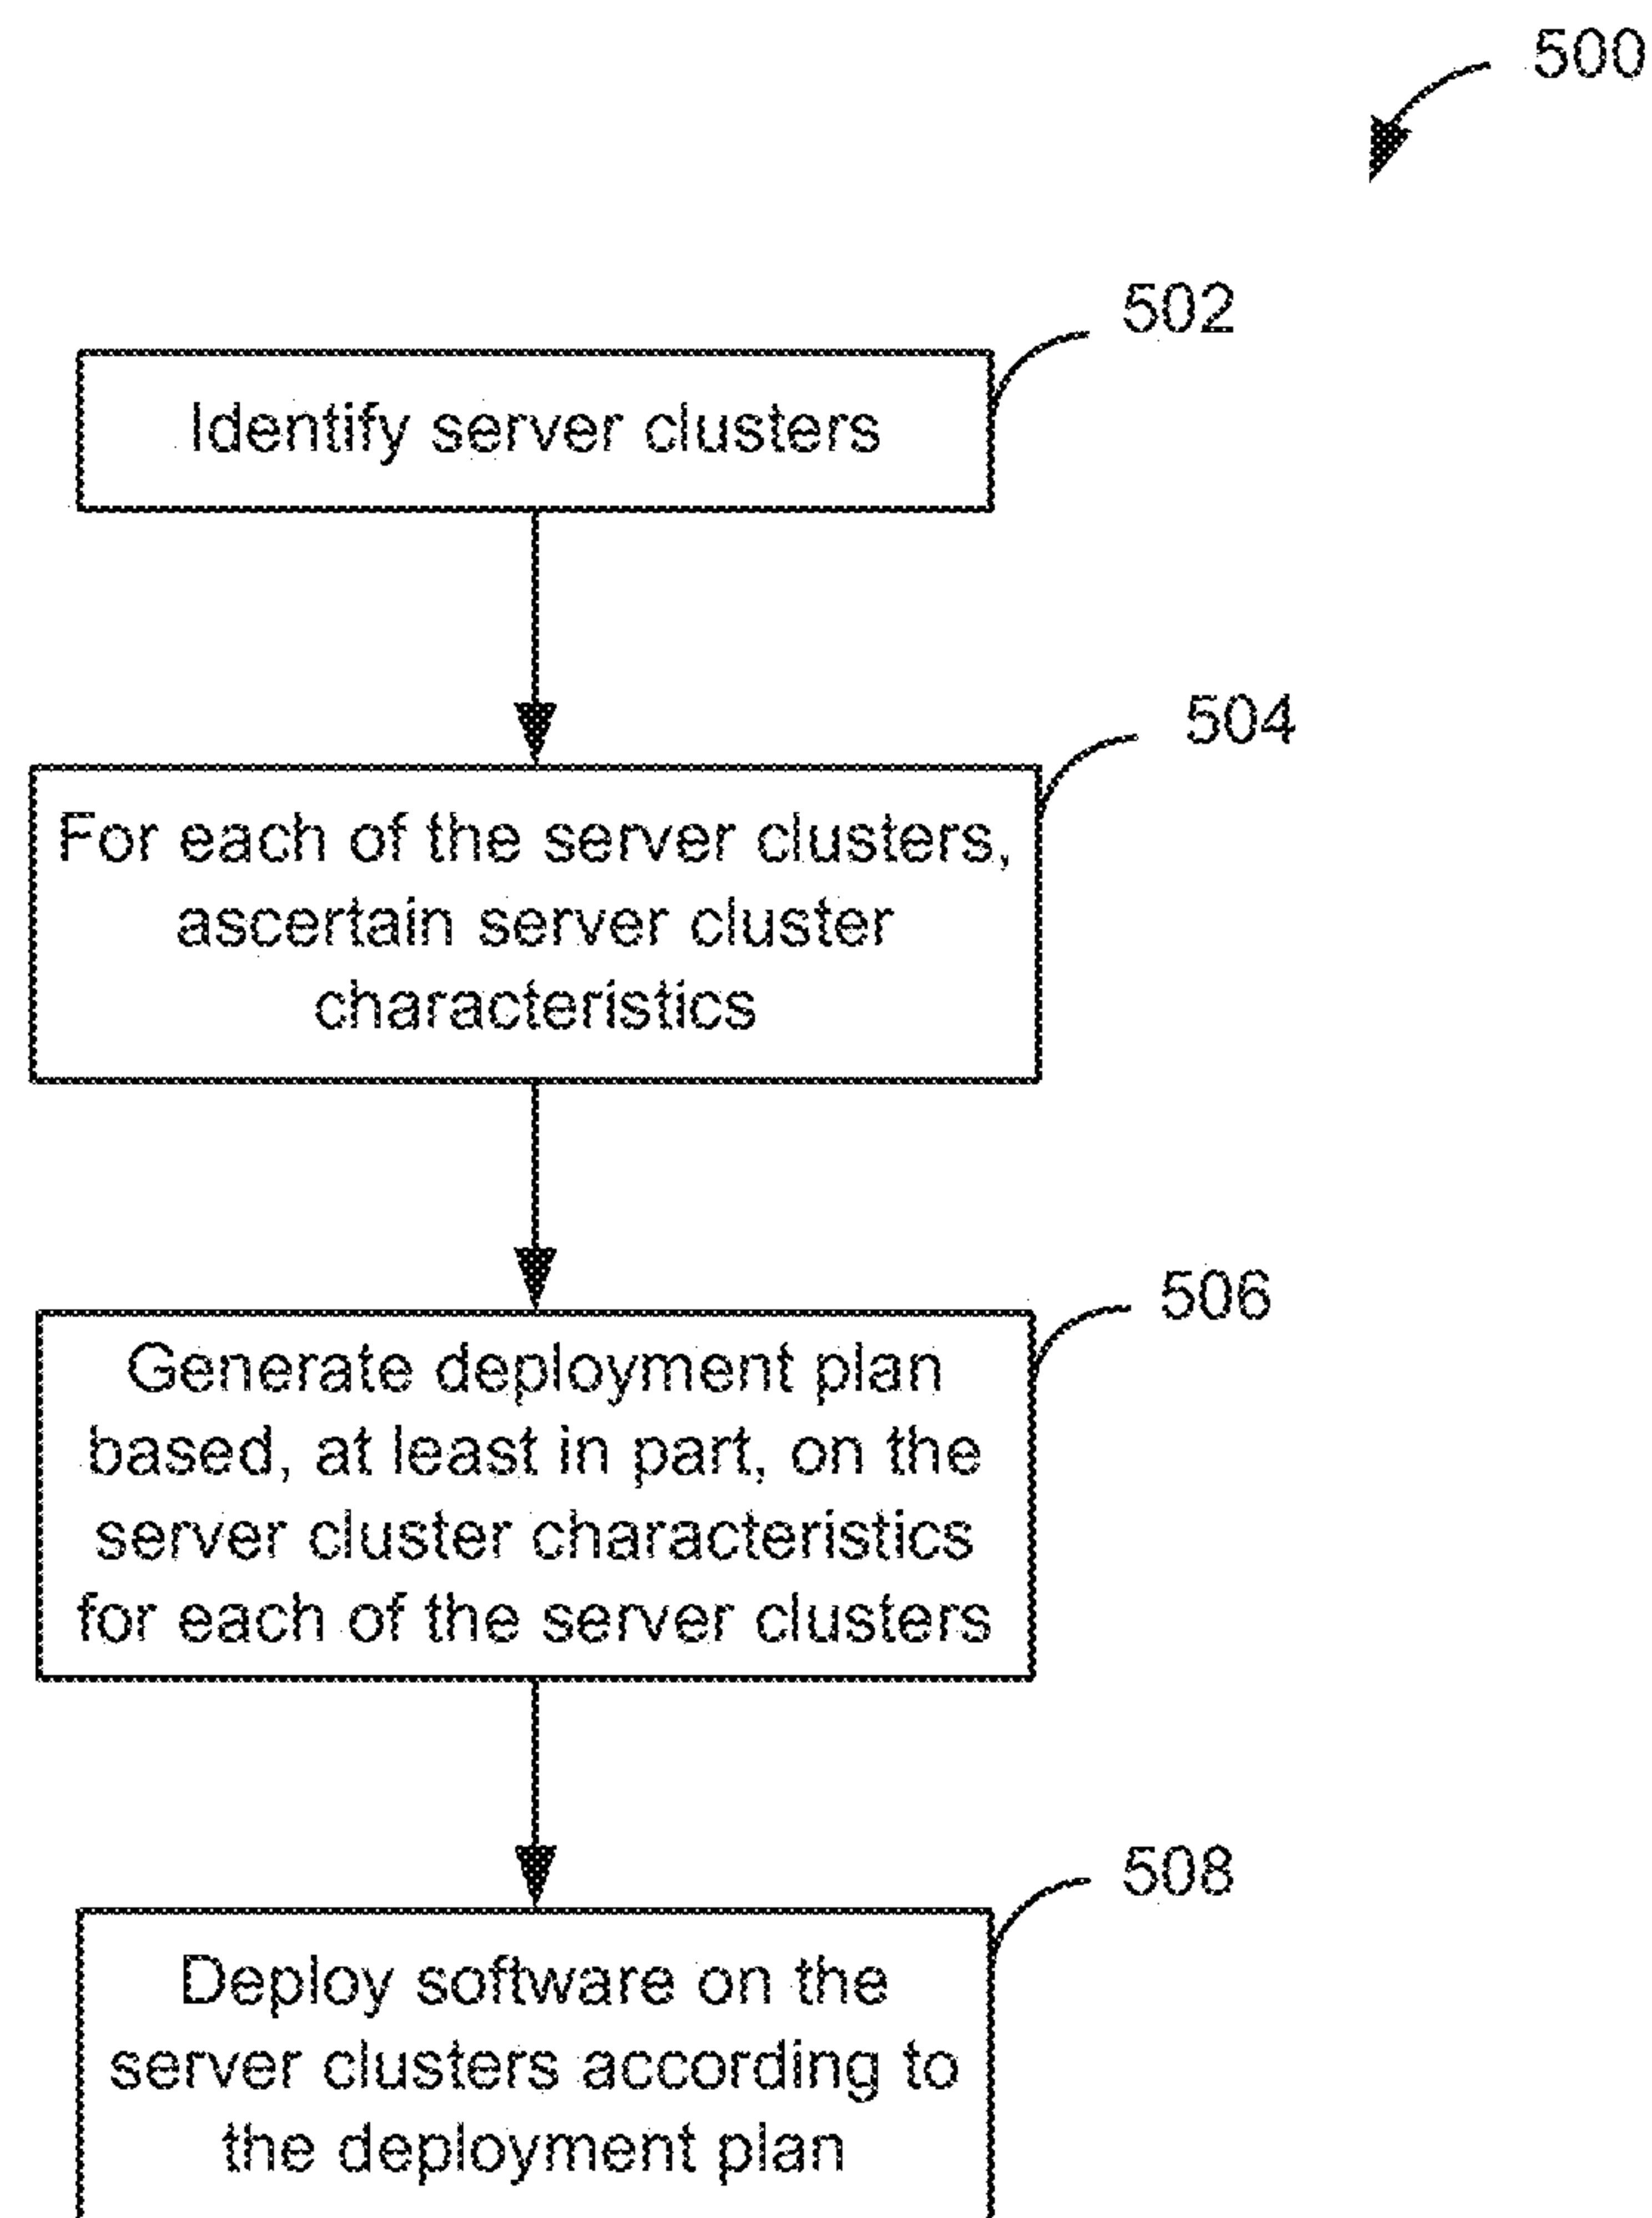 500
502
Identify server clusters
504
For each of the server clusters,
ascertain server cluster
characteristics
506
Generate deployment plan
based, at least in part, on the
server cluster characteristics
for each of the server clusters
508
Deploy software on the
server clusters according to
the deployment plan